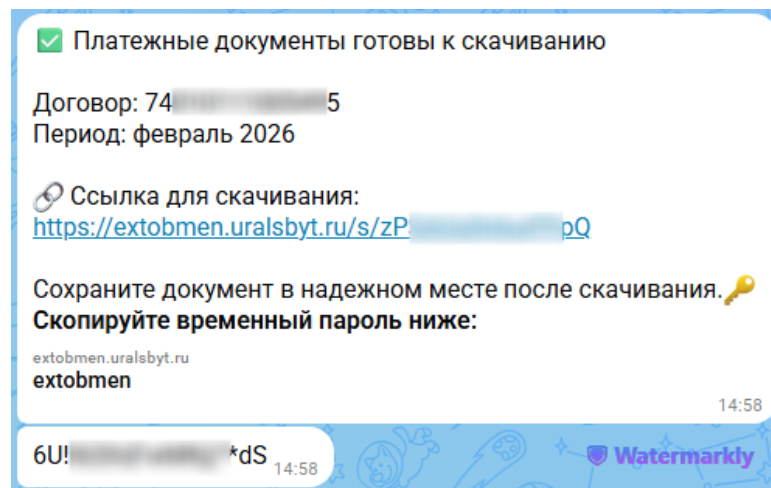 ✅ Платежные документы готовы к скачиванию
Договор: 74 5
Период: февраль 2026
🔗 Ссылка для скачивания:
https://extobmen.uralsbyt.ru/s/zP pQ
Сохраните документ в надежном месте после скачивания.🔑
Скопируйте временный пароль ниже:
extobmen.uralsbyt.ru
extobmen
14:58
6U! *dS 14:58
Watermarkly